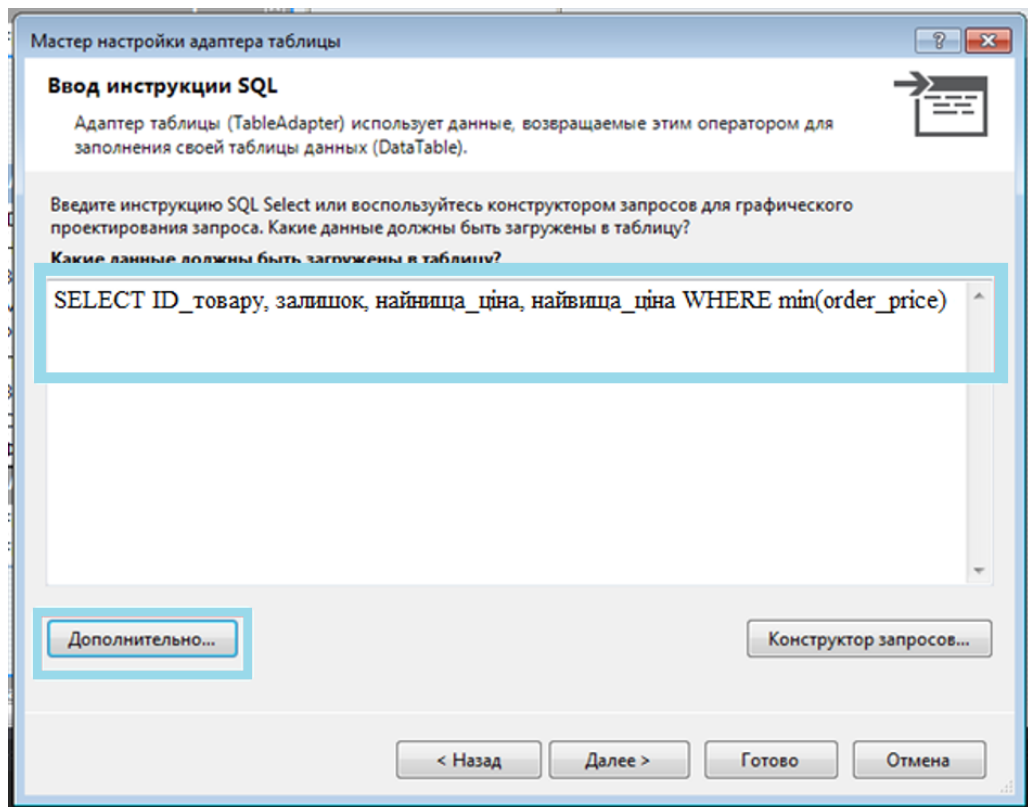 Мастер настройки адаптера таблицы
Ввод инструкции SQL
Адаптер таблицы (TableAdapter) использует данные, возвращаемые этим оператором для
заполнения своей таблицы данных (DataTable).
Введите инструкцию SQL Select или воспользуйтесь конструктором запросов для графического
проектирования запроса. Какие данные должны быть загружены в таблицу?
Какие данные должны быть загружены в таблицу?
SELECT ID_товару, залишок, найнища_ціна, найвища_ціна WHERE min(order_price)
Дополнительно...
Конструктор запросов...
< Назад
Далее >
Готово
Отмена